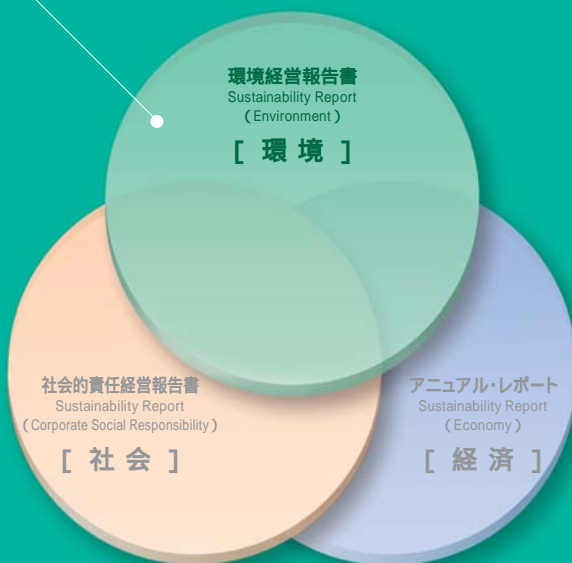 環境経営報告書
Sustainability Report
（Environment）
[ 環 境 ]
社会的責任経営報告書
Sustainability Report
（Corporate Social Responsibility）
[ 社 会 ]
アニュアル・レポート
Sustainability Report
（Economy）
[ 経 済 ]